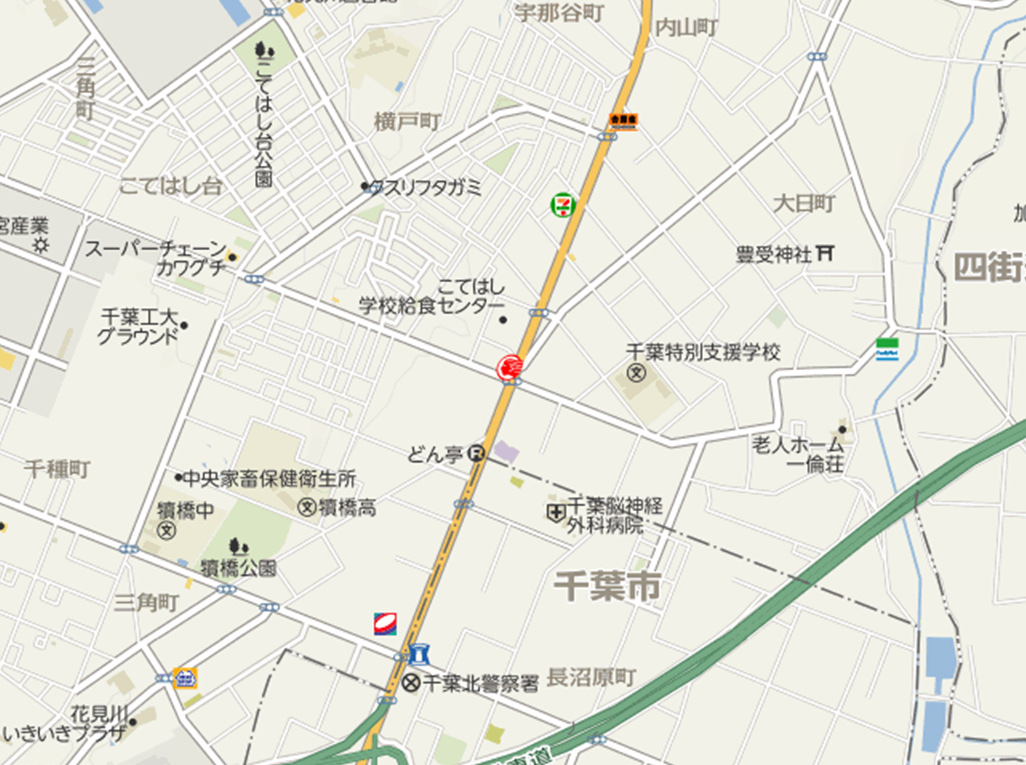 宇那谷町
内山町
三角町
こてはし台公園
横戸町
こてはし台
クスリフタガミ
大日町
宮産業
スーパーチェーン
カワグチ
豊受神社
四街
こてはし
学校給食センター
千葉工大
グラウンド
千葉特別支援学校
どん亭
老人ホーム
一倫荘
千種町
中央家畜保健衛生所
犢橋中
犢橋高
千葉脳神経
外科病院
犢橋公園
千葉市
三角町
千葉北警察署
長沼原町
花見川
いきいきプラザ
車道